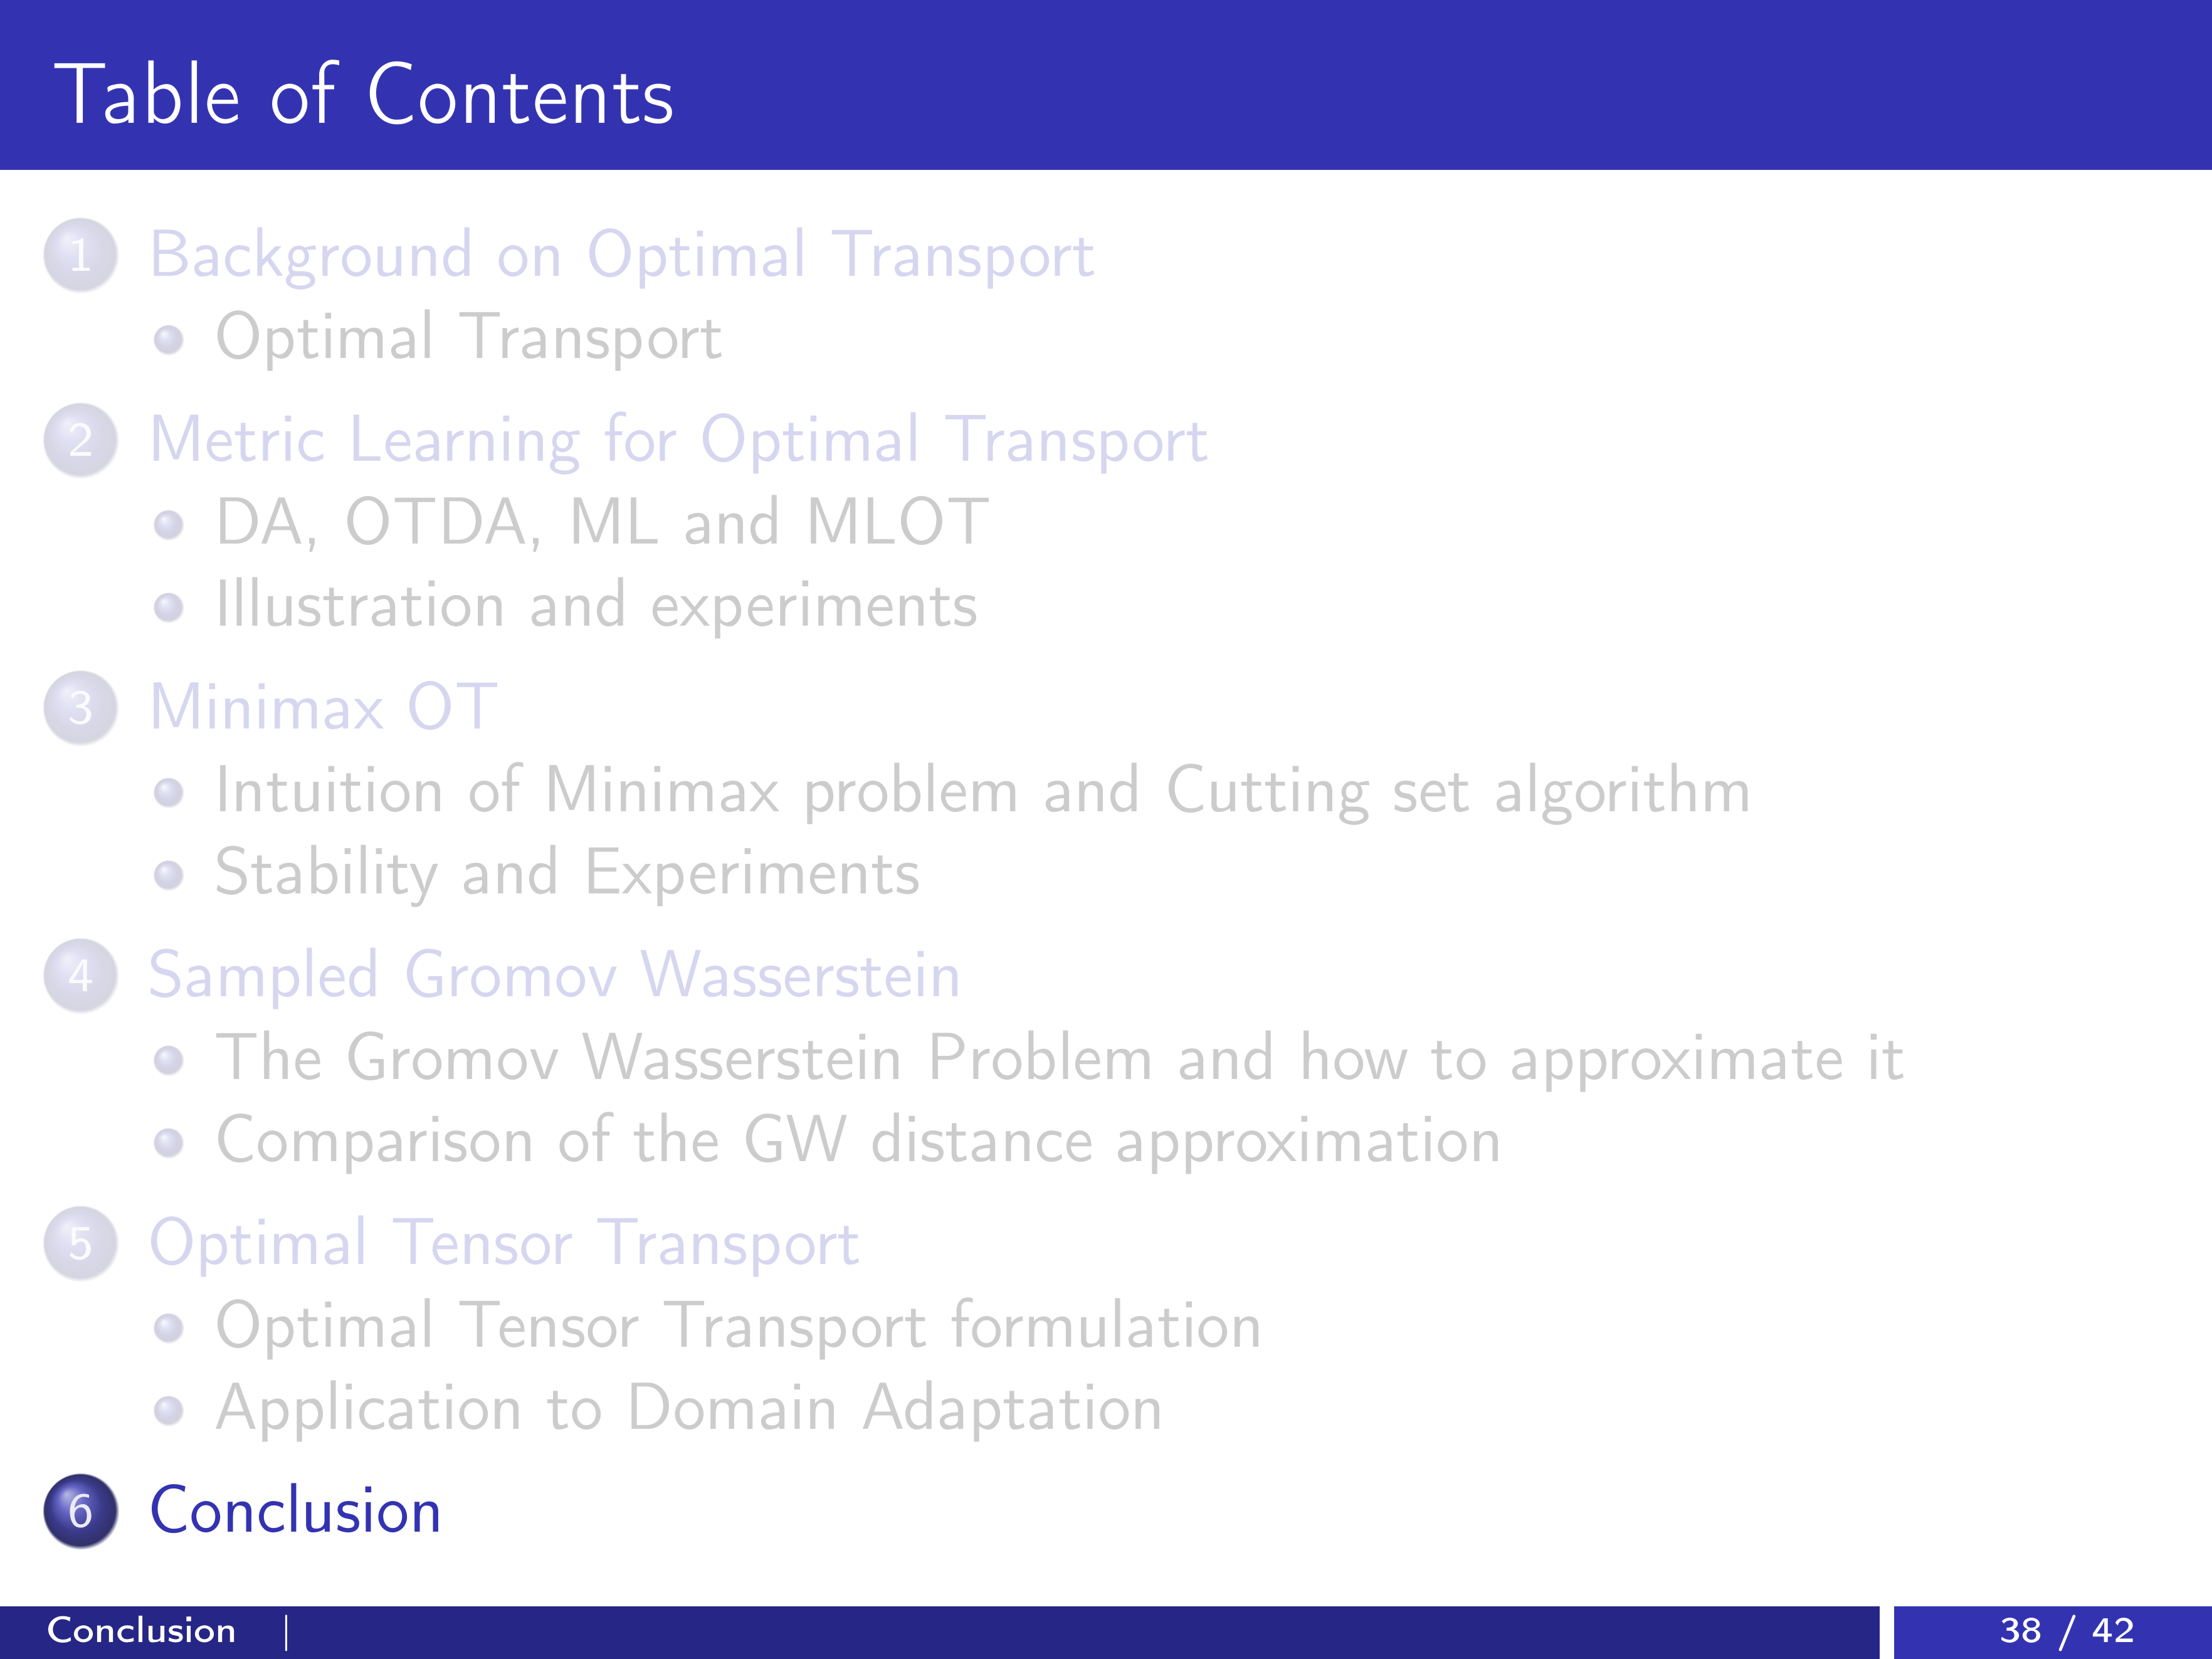 Table of Contents
1 Background on Optimal Transport
Optimal Transport
2 Metric Learning for Optimal Transport
DA, OTDA, ML and MLOT
Illustration and experiments
3 Minimax OT
Intuition of Minimax problem and Cutting set algorithm
Stability and Experiments
4 Sampled Gromov Wasserstein
The Gromov Wasserstein Problem and how to approximate it
Comparison of the GW distance approximation
5 Optimal Tensor Transport
Optimal Tensor Transport formulation
Application to Domain Adaptation
6 Conclusion
Conclusion |
38 / 42